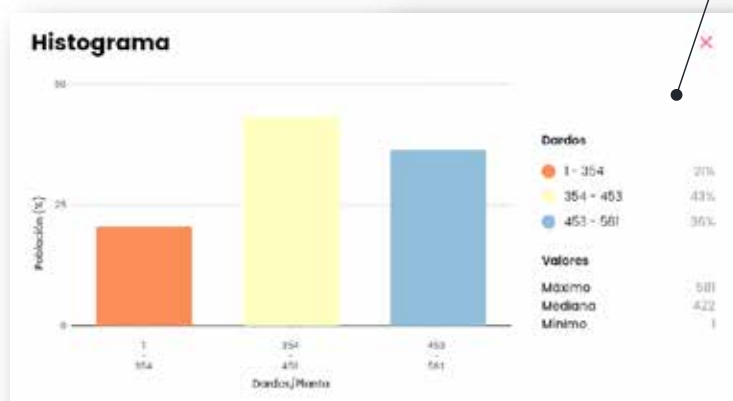 Histograma
50
25
0
Población (%)
1
-
354
354
-
453
453
-
581
Dardos/Planta
Dardos
1 - 354 21%
354 - 453 43%
453 - 581 36%
Valores
Máximo 581
Mediana 422
Mínimo 1